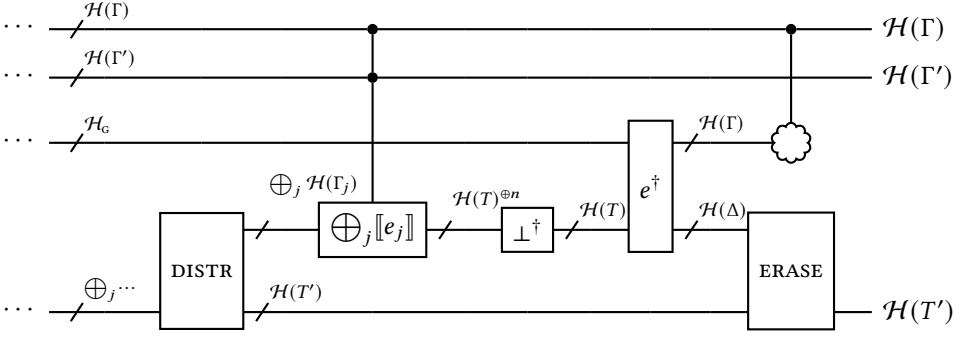 ··· ℋ(Γ) ℋ(Γ)
··· ℋ(Γ′) ℋ(Γ′)
··· ℋ_G e† ℋ(Γ)
⊕_j ℋ(Γ_j) ⊕_j⟦e_j⟧ ℋ(T)^{⊕n} ⊥† ℋ(T) ℋ(Δ)
DISTR ERASE
··· ⊕_j ··· ℋ(T′) ℋ(T′)